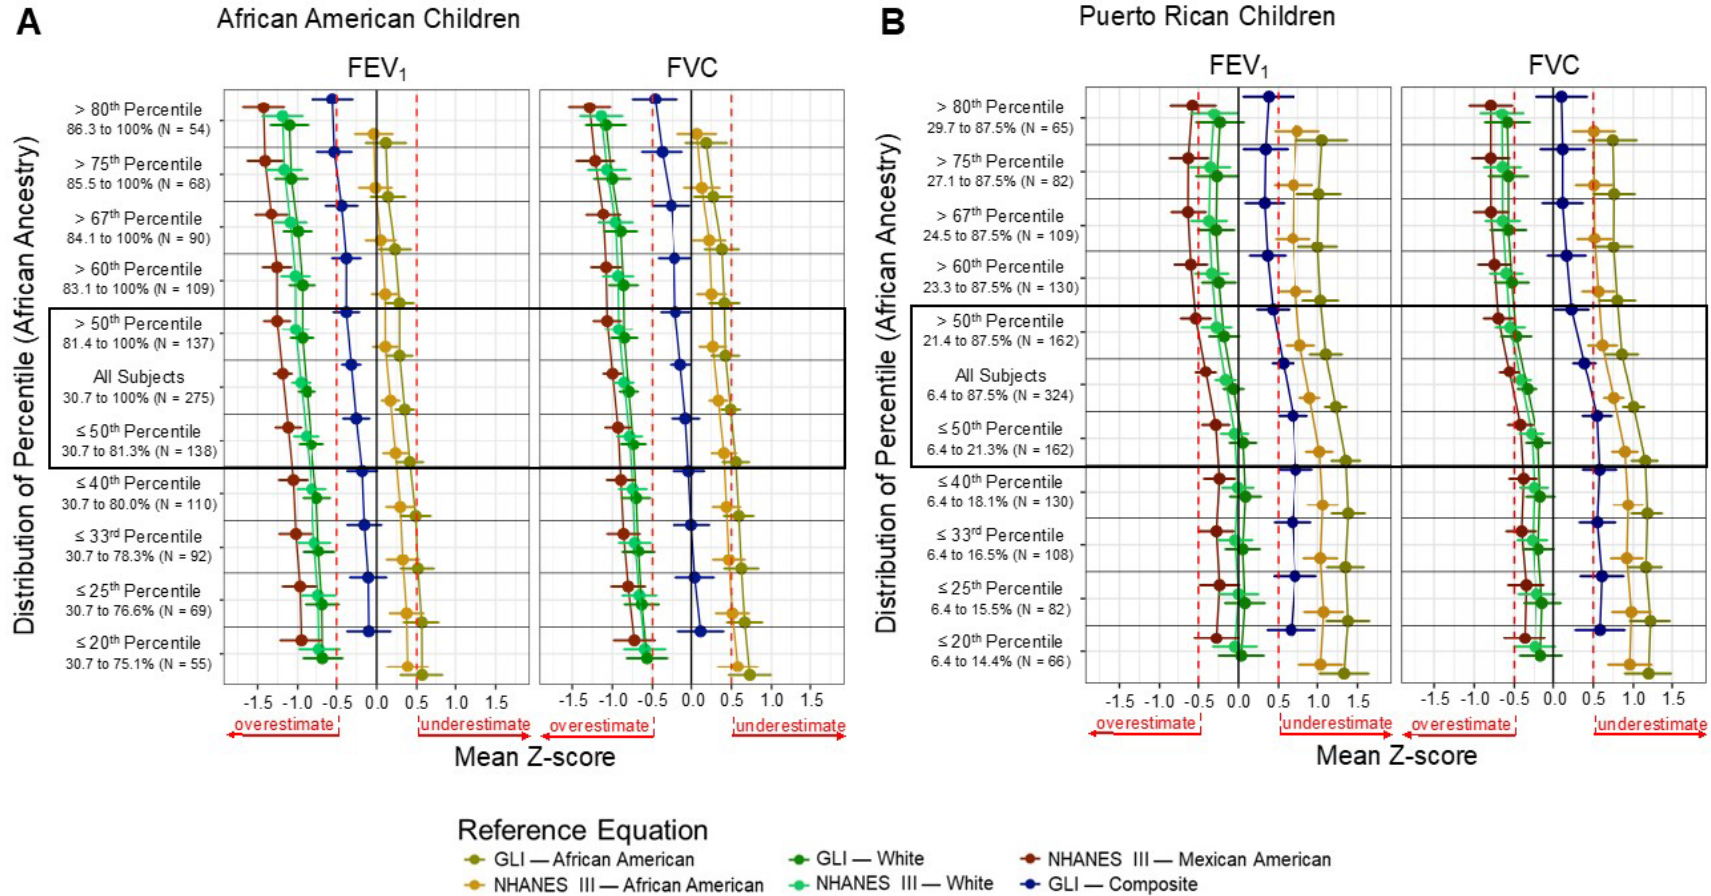 A
African American Children
FEV₁
FVC
Distribution of Percentile (African Ancestry)
> 80th Percentile
86.3 to 100% (N = 54)
> 75th Percentile
85.5 to 100% (N = 68)
> 67th Percentile
84.1 to 100% (N = 90)
> 60th Percentile
83.1 to 100% (N = 109)
> 50th Percentile
81.4 to 100% (N = 137)
All Subjects
30.7 to 100% (N = 275)
≤ 50th Percentile
30.7 to 81.3% (N = 138)
≤ 40th Percentile
30.7 to 80.0% (N = 110)
≤ 33rd Percentile
30.7 to 78.3% (N = 92)
≤ 25th Percentile
30.7 to 76.6% (N = 69)
≤ 20th Percentile
30.7 to 75.1% (N = 55)
-1.5 -1.0 -0.5 0.0 0.5 1.0 1.5
-1.5 -1.0 -0.5 0.0 0.5 1.0 1.5
overestimate underestimate
overestimate underestimate
Mean Z-score
B
Puerto Rican Children
FEV₁
FVC
Distribution of Percentile (African Ancestry)
> 80th Percentile
29.7 to 87.5% (N = 65)
> 75th Percentile
27.1 to 87.5% (N = 82)
> 67th Percentile
24.5 to 87.5% (N = 109)
> 60th Percentile
23.3 to 87.5% (N = 130)
> 50th Percentile
21.4 to 87.5% (N = 162)
All Subjects
6.4 to 87.5% (N = 324)
≤ 50th Percentile
6.4 to 21.3% (N = 162)
≤ 40th Percentile
6.4 to 18.1% (N = 130)
≤ 33rd Percentile
6.4 to 16.5% (N = 108)
≤ 25th Percentile
6.4 to 15.5% (N = 82)
≤ 20th Percentile
6.4 to 14.4% (N = 66)
-1.5 -1.0 -0.5 0.0 0.5 1.0 1.5
-1.5 -1.0 -0.5 0.0 0.5 1.0 1.5
overestimate underestimate
overestimate underestimate
Mean Z-score
Reference Equation
GLI — African American
GLI — White
NHANES III — Mexican American
NHANES III — African American
NHANES III — White
GLI — Composite